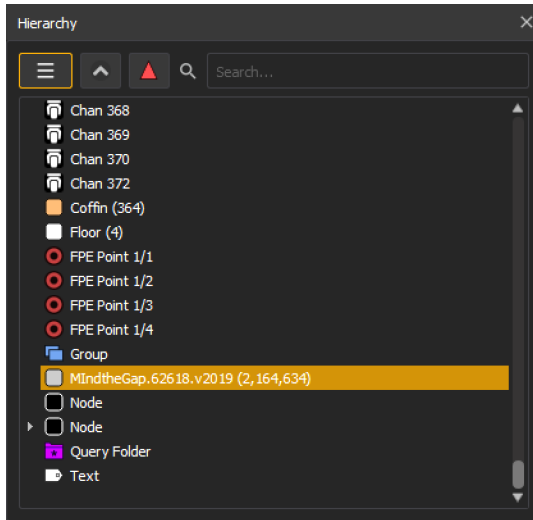 Hierarchy
Search...
Chan 368
Chan 369
Chan 370
Chan 372
Coffin (364)
Floor (4)
FPE Point 1/1
FPE Point 1/2
FPE Point 1/3
FPE Point 1/4
Group
MIndtheGap.62618.v2019 (2,164,634)
Node
Node
Query Folder
Text